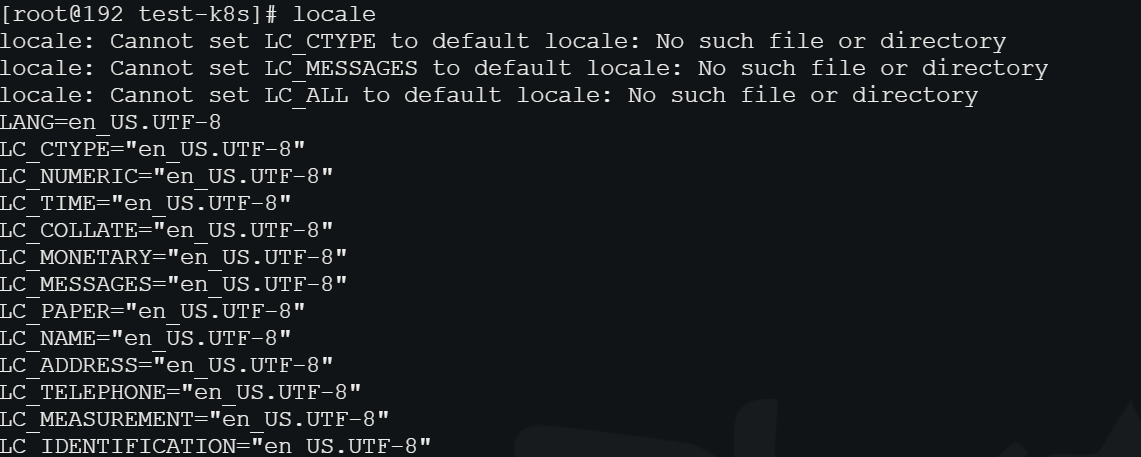 [root@192 test-k8s]# locale
locale: Cannot set LC_CTYPE to default locale: No such file or directory
locale: Cannot set LC_MESSAGES to default locale: No such file or directory
locale: Cannot set LC_ALL to default locale: No such file or directory
LANG=en_US.UTF-8
LC_CTYPE="en_US.UTF-8"
LC_NUMERIC="en_US.UTF-8"
LC_TIME="en_US.UTF-8"
LC_COLLATE="en_US.UTF-8"
LC_MONETARY="en_US.UTF-8"
LC_MESSAGES="en_US.UTF-8"
LC_PAPER="en_US.UTF-8"
LC_NAME="en_US.UTF-8"
LC_ADDRESS="en_US.UTF-8"
LC_TELEPHONE="en_US.UTF-8"
LC_MEASUREMENT="en_US.UTF-8"
LC_IDENTIFICATION="en_US.UTF-8"